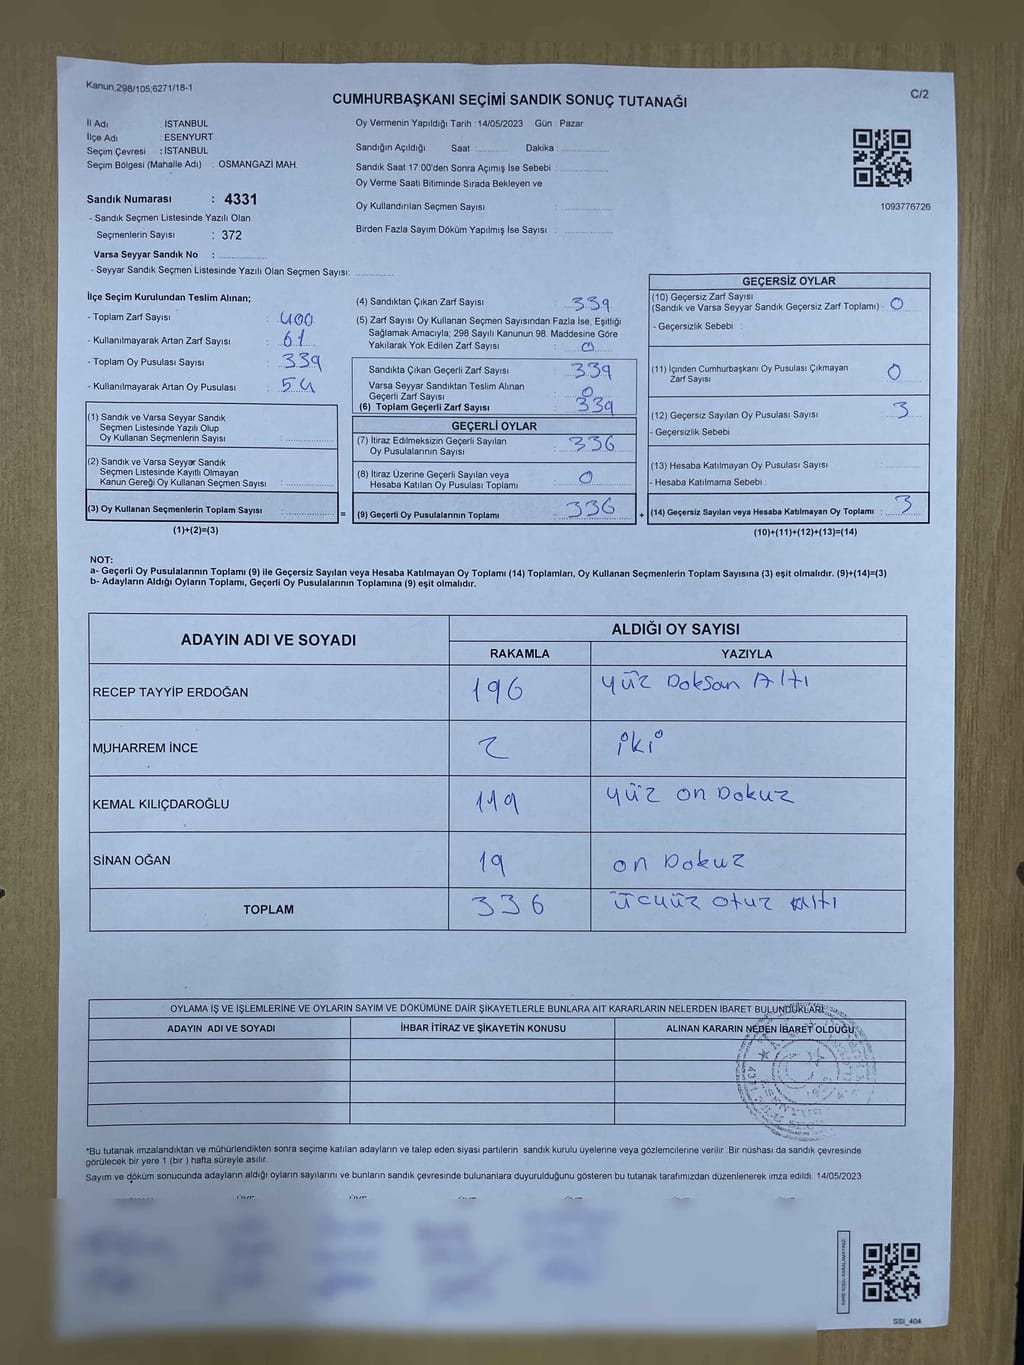 Kanun;298/105;6271/18-1
C/2
CUMHURBAŞKANI SEÇİMİ SANDIK SONUÇ TUTANAĞI
İl Adı : İSTANBUL
İlçe Adı : ESENYURT
Seçim Çevresi : İSTANBUL
Seçim Bölgesi (Mahalle Adı) : OSMANGAZİ MAH.
Sandık Numarası : 4331
- Sandık Seçmen Listesinde Yazılı Olan
Seçmenlerin Sayısı : 372
Varsa Seyyar Sandık No :
- Seyyar Sandık Seçmen Listesinde Yazılı Olan Seçmen Sayısı:
Oy Vermenin Yapıldığı Tarih : 14/05/2023 Gün : Pazar
Sandığın Açıldığı Saat : Dakika :
Sandık Saat 17:00'den Sonra Açımış İse Sebebi :
Oy Verme Saati Bitiminde Sırada Bekleyen ve
Oy Kullandırılan Seçmen Sayısı :
Birden Fazla Sayım Döküm Yapılmış İse Sayısı :
1093776726
İlçe Seçim Kurulundan Teslim Alınan;
- Toplam Zarf Sayısı : 400
- Kullanılmayarak Artan Zarf Sayısı : 61
- Toplam Oy Pusulası Sayısı : 339
- Kullanılmayarak Artan Oy Pusulası : 54
(1) Sandık ve Varsa Seyyar Sandık
Seçmen Listesinde Yazılı Olup
Oy Kullanan Seçmenlerin Sayısı :
(2) Sandık ve Varsa Seyyar Sandık
Seçmen Listesinde Kayıtlı Olmayan
Kanun Gereği Oy Kullanan Seçmen Sayısı :
(3) Oy Kullanan Seçmenlerin Toplam Sayısı :
(1)+(2)=(3)
(4) Sandıktan Çıkan Zarf Sayısı : 339
(5) Zarf Sayısı Oy Kullanan Seçmen Sayısından Fazla İse, Eşitliği
Sağlamak Amacıyla; 298 Sayılı Kanunun 98. Maddesine Göre
Yakılarak Yok Edilen Zarf Sayısı : 0
Sandıkta Çıkan Geçerli Zarf Sayısı : 339
Varsa Seyyar Sandıktan Teslim Alınan
Geçerli Zarf Sayısı : 0
(6) Toplam Geçerli Zarf Sayısı : 339
GEÇERLİ OYLAR
(7) İtiraz Edilmeksizin Geçerli Sayılan
Oy Pusulalarının Sayısı : 336
(8) İtiraz Üzerine Geçerli Sayılan veya
Hesaba Katılan Oy Pusulası Toplamı : 0
= (9) Geçerli Oy Pusulalarının Toplamı : 336
GEÇERSİZ OYLAR
(10) Geçersiz Zarf Sayısı
(Sandık ve Varsa Seyyar Sandık Geçersiz Zarf Toplamı) : 0
- Geçersizlik Sebebi :
(11) İçinden Cumhurbaşkanı Oy Pusulası Çıkmayan
Zarf Sayısı : 0
(12) Geçersiz Sayılan Oy Pusulası Sayısı : 3
- Geçersizlik Sebebi
(13) Hesaba Katılmayan Oy Pusulası Sayısı :
- Hesaba Katılmama Sebebi :
+ (14) Geçersiz Sayılan veya Hesaba Katılmayan Oy Toplamı : 3
(10)+(11)+(12)+(13)=(14)
NOT:
a- Geçerli Oy Pusulalarının Toplamı (9) ile Geçersiz Sayılan veya Hesaba Katılmayan Oy Toplamı (14) Toplamları, Oy Kullanan Seçmenlerin Toplam Sayısına (3) eşit olmalıdır. (9)+(14)=(3)
b- Adayların Aldığı Oyların Toplamı, Geçerli Oy Pusulalarının Toplamına (9) eşit olmalıdır.
ADAYIN ADI VE SOYADI
ALDIĞI OY SAYISI
RAKAMLA YAZIYLA
RECEP TAYYİP ERDOĞAN 196 yüz Doksan Altı
MUHARREM İNCE 2 iki
KEMAL KILIÇDAROĞLU 119 yüz on Dokuz
SİNAN OĞAN 19 on Dokuz
TOPLAM 336 Ücyüz otuz Altı
OYLAMA İŞ VE İŞLEMLERİNE VE OYLARIN SAYIM VE DÖKÜMÜNE DAİR ŞİKAYETLERLE BUNLARA AİT KARARLARIN NELERDEN İBARET BULUNDUKLARI
ADAYIN ADI VE SOYADI İHBAR İTİRAZ VE ŞİKAYETİN KONUSU ALINAN KARARIN NEDEN İBARET OLDUĞU
*Bu tutanak imzalandıktan ve mühürlendikten sonra seçime katılan adayların ve talep eden siyasi partilerin sandık kurulu üyelerine veya gözlemcilerine verilir. Bir nüshası da sandık çevresinde
görülecek bir yere 1 (bir ) hafta süreyle asılır.
Sayım ve döküm sonucunda adayların aldığı oyların sayılarını ve bunların sandık çevresinde bulunanlara duyurulduğunu gösteren bu tutanak tarafımızdan düzenlenerek imza edildi. 14/05/2023
SSI_404